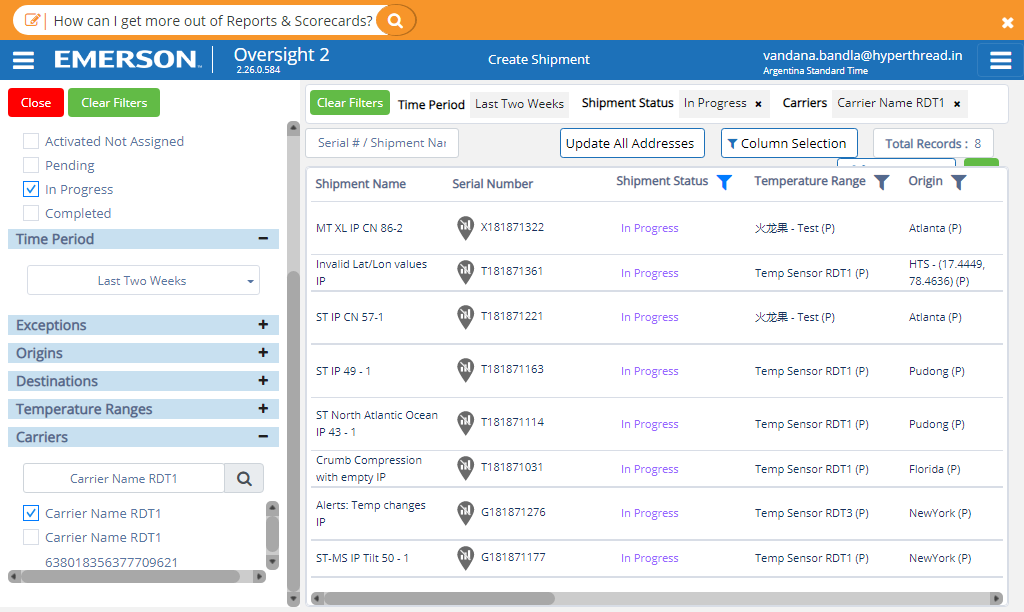 How can I get more out of Reports & Scorecards?
EMERSON
Oversight 2
2.26.0.584
Create Shipment
vandana.bandla@hyperthread.in
Argentina Standard Time
Close
Clear Filters
Activated Not Assigned
Pending
In Progress
Completed
Time Period
Last Two Weeks
Exceptions
Origins
Destinations
Temperature Ranges
Carriers
Carrier Name RDT1
Carrier Name RDT1
Carrier Name RDT1
638018356377709621
Clear Filters
Time Period
Last Two Weeks
Shipment Status
In Progress ×
Carriers
Carrier Name RDT1 ×
Serial # / Shipment Nar
Update All Addresses
Column Selection
Total Records : 8
Shipment Name Serial Number Shipment Status Temperature Range Origin
MT XL IP CN 86-2 X181871322 In Progress 火龙果 - Test (P) Atlanta (P)
Invalid Lat/Lon values
IP
T181871361 In Progress Temp Sensor RDT1 (P)
HTS - (17.4449,
78.4636) (P)
ST IP CN 57-1 T181871221 In Progress 火龙果 - Test (P) Atlanta (P)
ST IP 49 - 1 T181871163 In Progress Temp Sensor RDT1 (P) Pudong (P)
ST North Atlantic Ocean
IP 43 - 1
T181871114 In Progress Temp Sensor RDT1 (P) Pudong (P)
Crumb Compression
with empty IP
T181871031 In Progress Temp Sensor RDT1 (P) Florida (P)
Alerts: Temp changes
IP
G181871276 In Progress Temp Sensor RDT3 (P) NewYork (P)
ST-MS IP Tilt 50 - 1 G181871177 In Progress Temp Sensor RDT1 (P) NewYork (P)